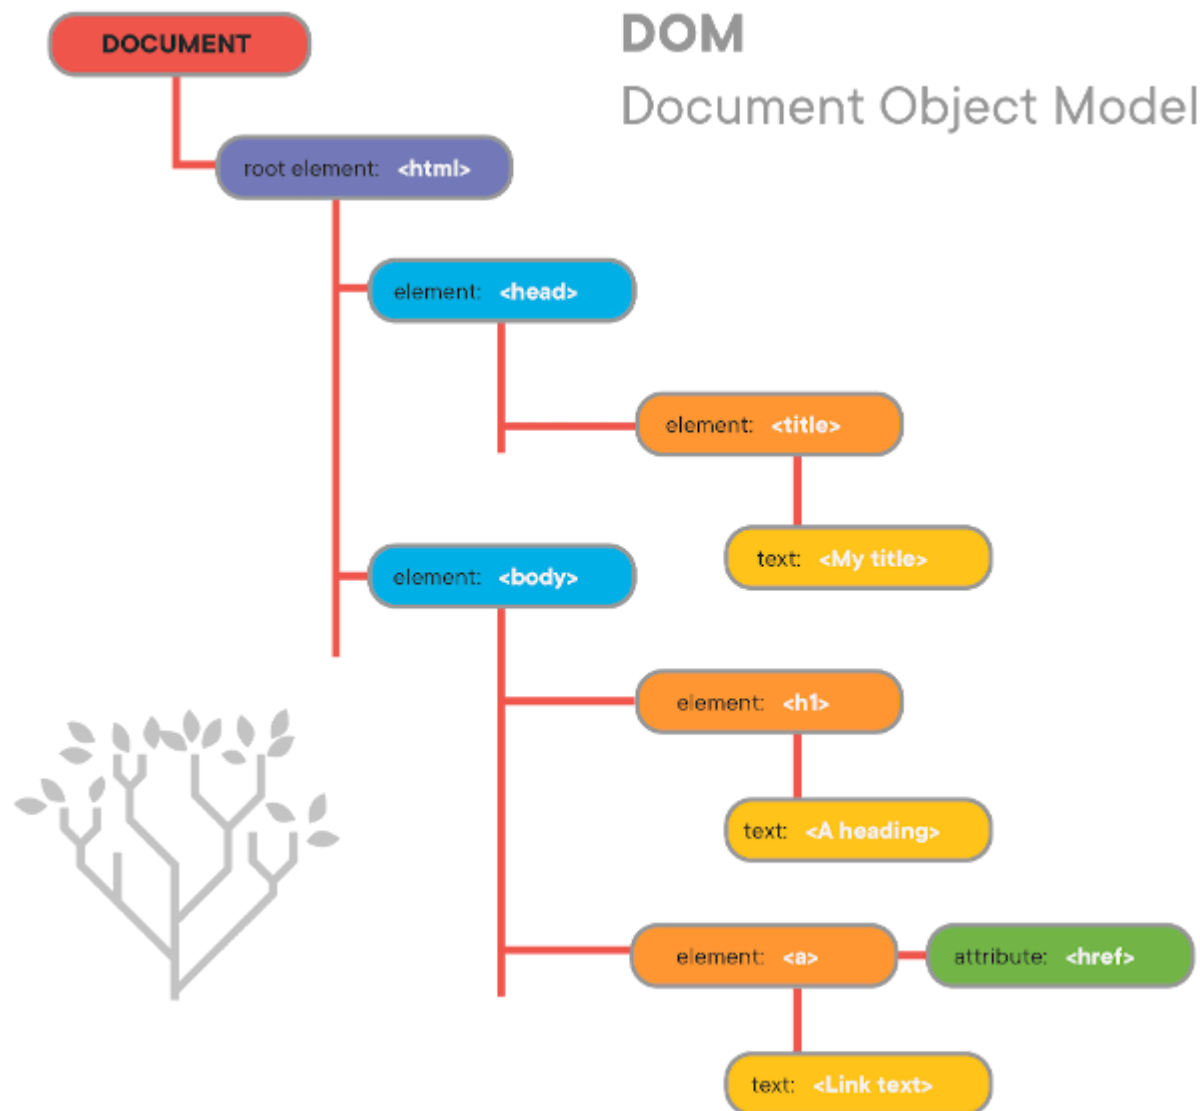 DOCUMENT
DOM
Document Object Model
root element: <html>
element: <head>
element: <title>
text: <My title>
element: <body>
element: <h1>
text: <A heading>
element: <a>
attribute: <href>
text: <Link text>